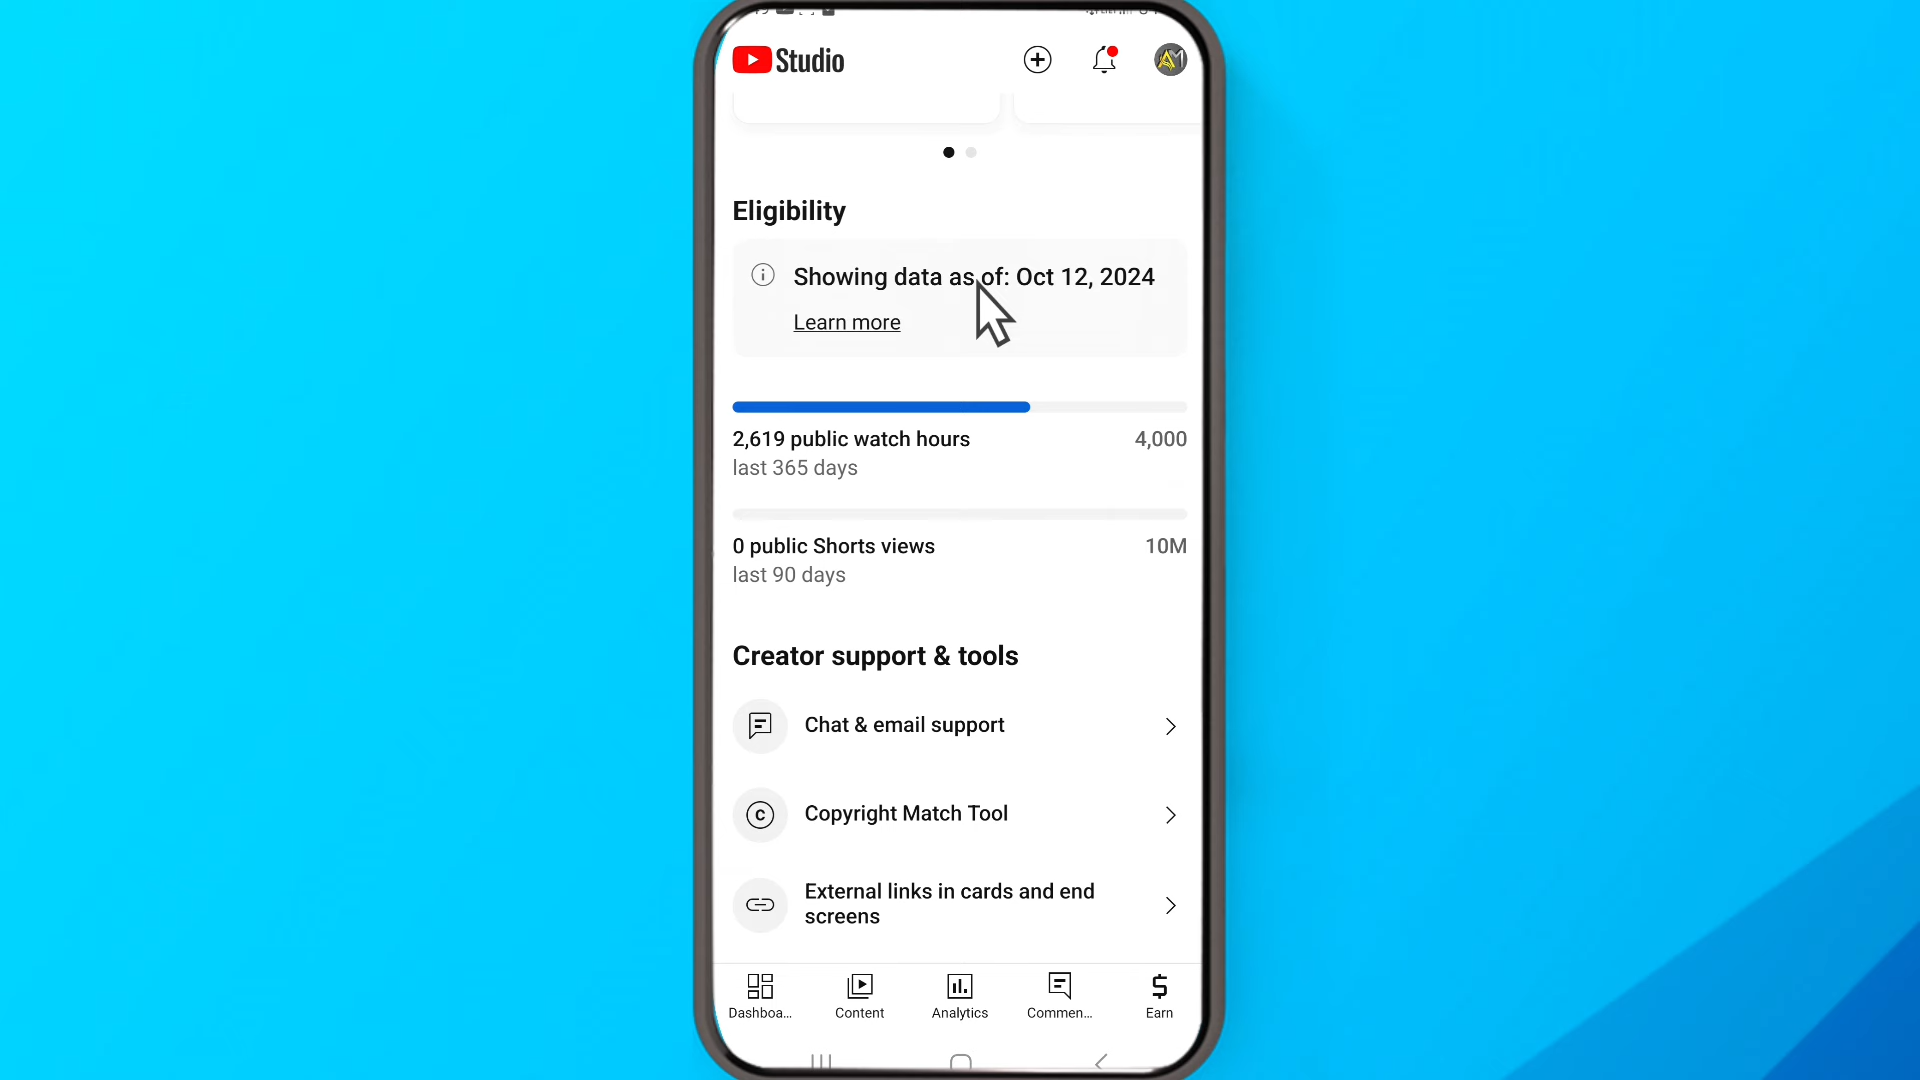 Studio
Eligibility
Showing data as of: Oct 12, 2024
Learn more
2,619 public watch hours
4,000
last 365 days
0 public Shorts views
10M
last 90 days
Creator support & tools
Chat & email support
Copyright Match Tool
External links in cards and end
screens
Dashboa...
Content
Analytics
Commen...
Earn